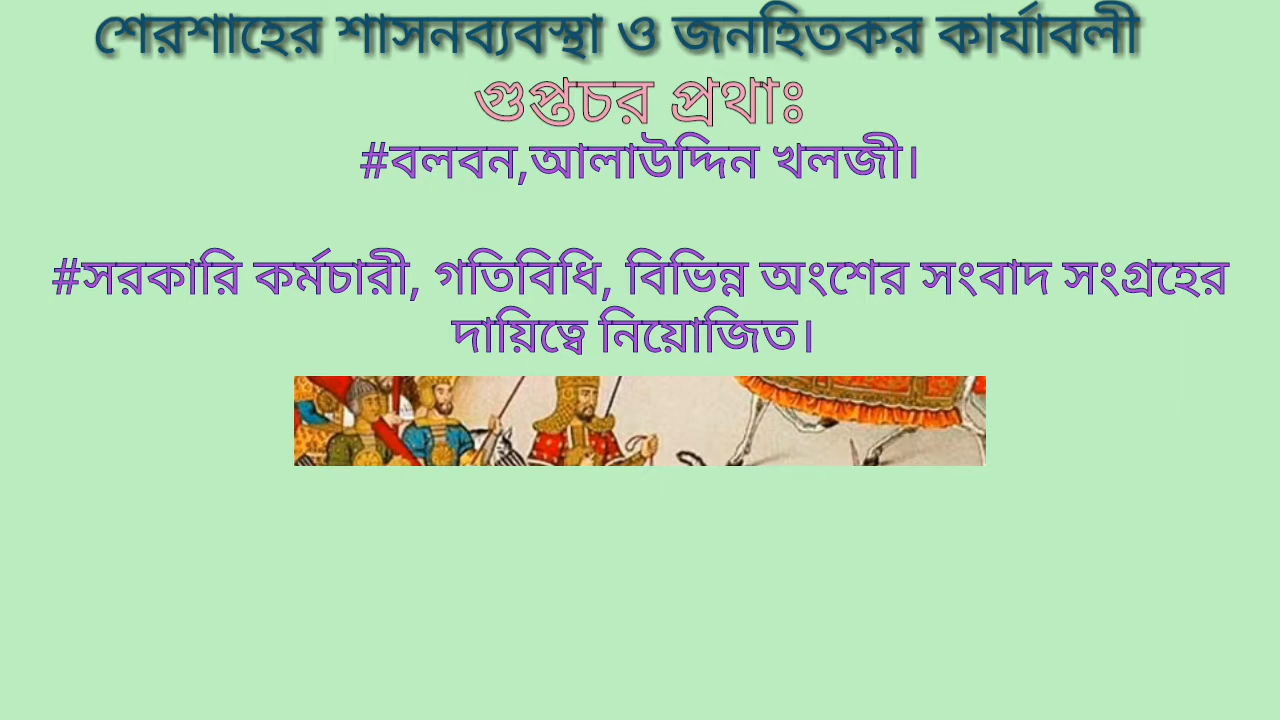 শেরশাহের শাসনব্যবস্থা ও জনহিতকর কার্যাবলী
গুপ্তচর প্রথাঃ
#বলবন,আলাউদ্দিন খলজী।
#সরকারি কর্মচারী, গতিবিধি, বিভিন্ন অংশের সংবাদ সংগ্রহের
দায়িত্বে নিয়োজিত।